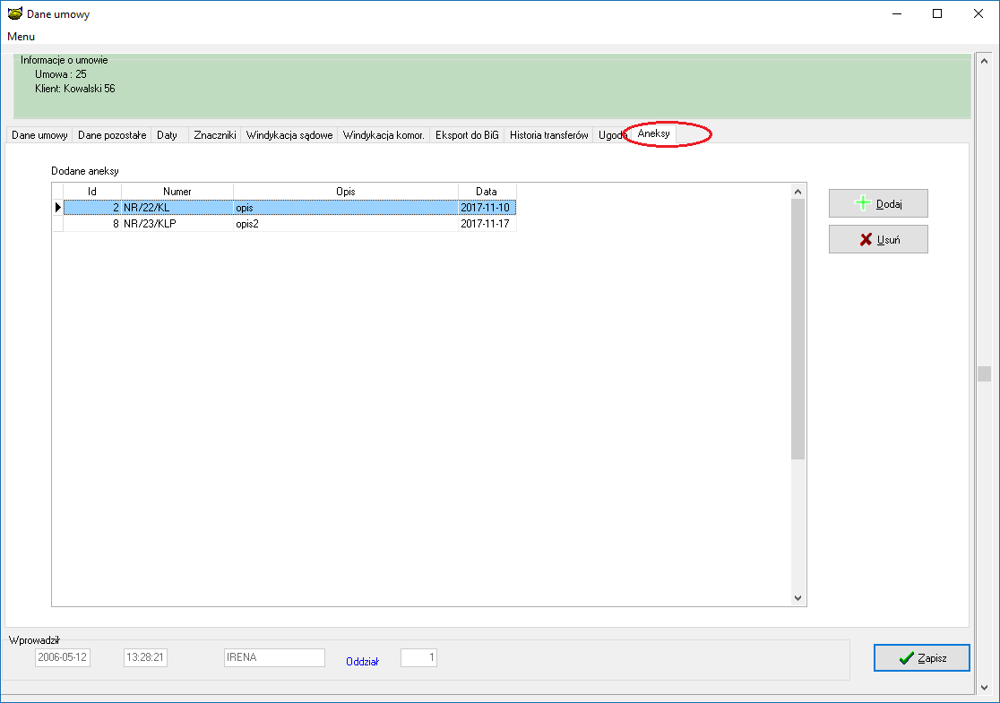 Dane umowy
Menu
Informacje o umowie
Umowa : 25
Klient: Kowalski 56
Dane umowy Dane pozostałe Daty Znaczniki Windykacja sądowe Windykacja komor. Eksport do BiG Historia transferów Ugoda Aneksy
Dodane aneksy
Id Numer Opis Data
2 NR/22/KL opis 2017-11-10
8 NR/23/KLP opis2 2017-11-17
Dodaj
Usuń
Wprowadził
2006-05-12 13:28:21 IRENA Oddział 1
Zapisz